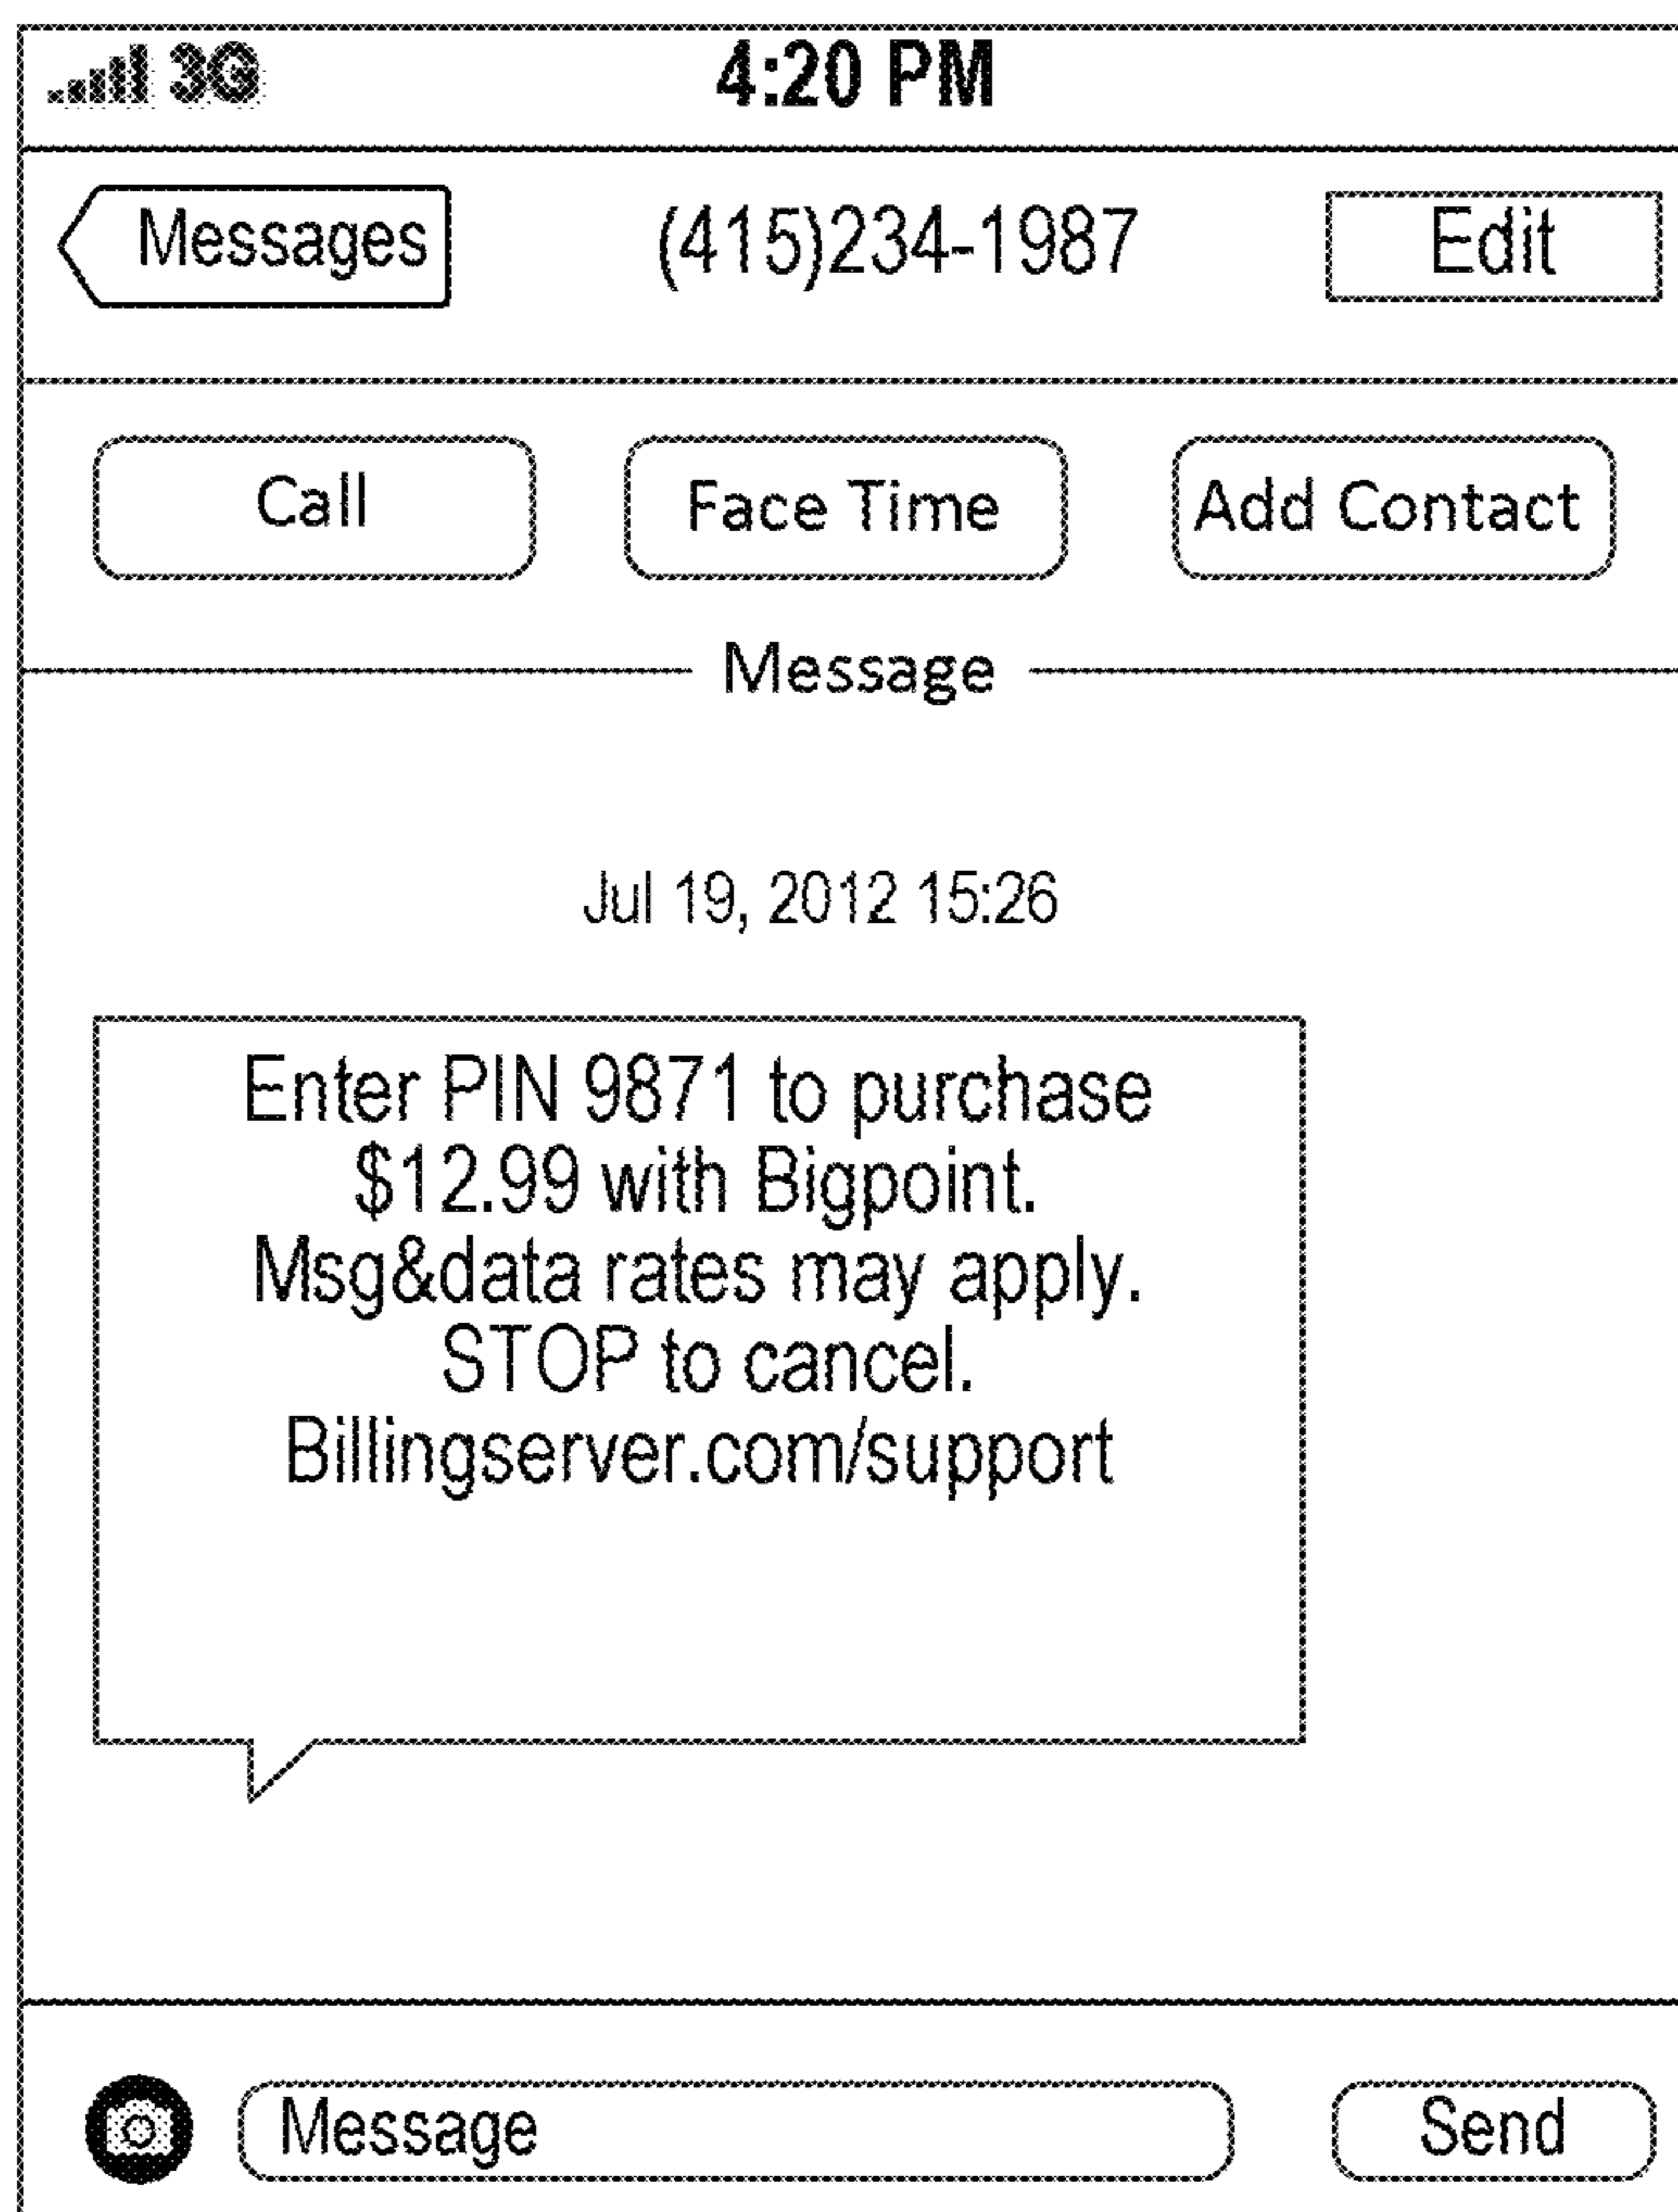 3G 4:20 PM
Messages (415)234-1987 Edit
Call Face Time Add Contact
Message
Jul 19, 2012 15:26
Enter PIN 9871 to purchase
$12.99 with Bigpoint.
Msg&data rates may apply.
STOP to cancel.
Billingserver.com/support
Message Send